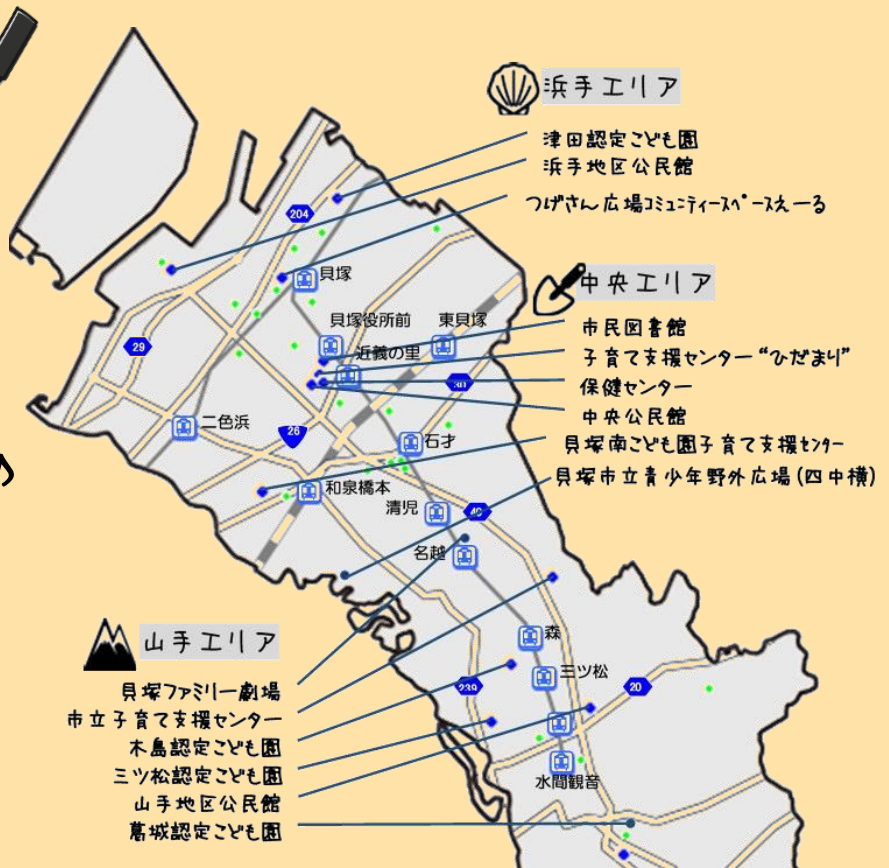 浜手エリア
津田認定こども園
浜手地区公民館
つげさん広場コミュニティースペースえーる
204
貝塚
中央エリア
貝塚役所前
東貝塚
市民図書館
29
近義の里
子育て支援センター“ひだまり”
30
保健センター
中央公民館
二色浜
26
石才
貝塚南こども園子育て支援センター
貝塚市立青少年野外広場(四中横)
和泉橋本
清児
40
名越
山手エリア
森
三ツ松
貝塚ファミリー劇場
239
20
市立子育て支援センター
木島認定こども園
三ツ松認定こども園
水間観音
山手地区公民館
葛城認定こども園